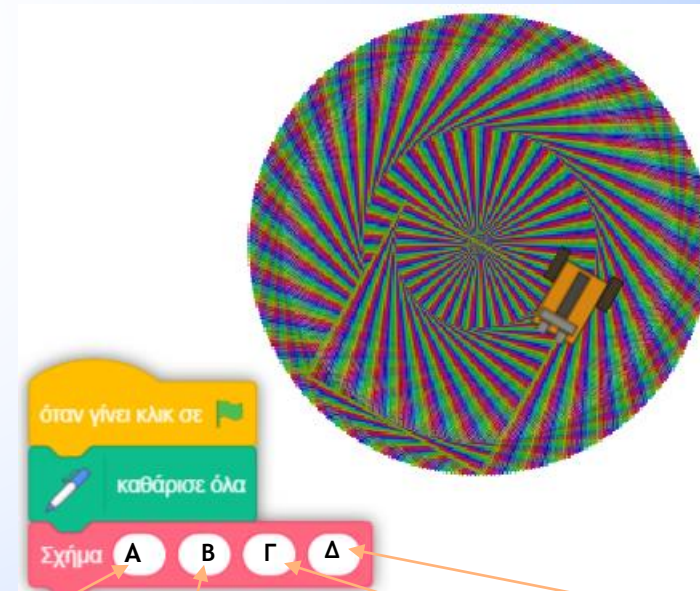 όταν γίνει κλικ σε
καθάρισε όλα
Σχήμα Α Β Γ Δ